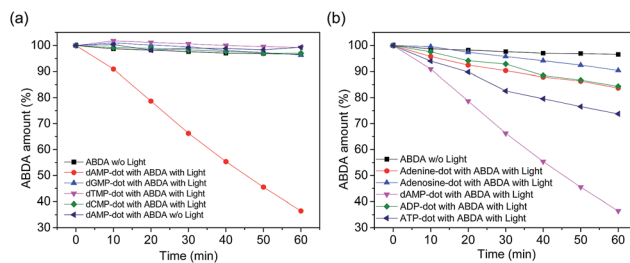 (a)
ABDA amount (%)
100
90
80
70
60
50
40
30
ABDA w/o Light
dAMP-dot with ABDA with Light
dGMP-dot with ABDA with Light
dTMP-dot with ABDA with Light
dCMP-dot with ABDA with Light
dAMP-dot with ABDA w/o Light
0 10 20 30 40 50 60
Time (min)
(b)
ABDA amount (%)
100
90
80
70
60
50
40
30
ABDA w/o Light
Adenine-dot with ABDA with Light
Adenosine-dot with ABDA with Light
dAMP-dot with ABDA with Light
ADP-dot with ABDA with Light
ATP-dot with ABDA with Light
0 10 20 30 40 50 60
Time (min)